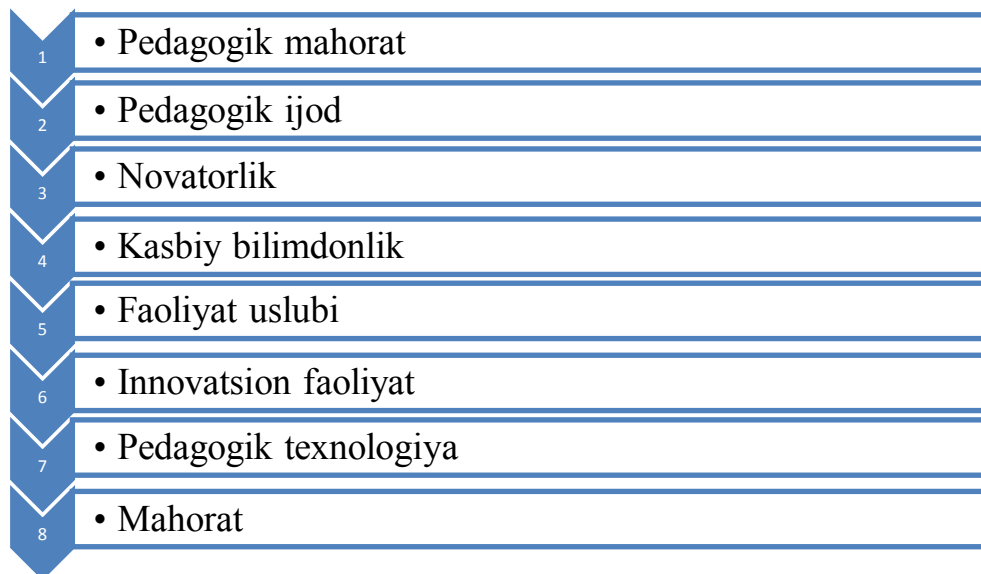 1 • Pedagogik mahorat
2 • Pedagogik ijod
3 • Novatorlik
4 • Kasbiy bilimdonlik
5 • Faoliyat uslubi
6 • Innovatsion faoliyat
7 • Pedagogik texnologiya
8 • Mahorat